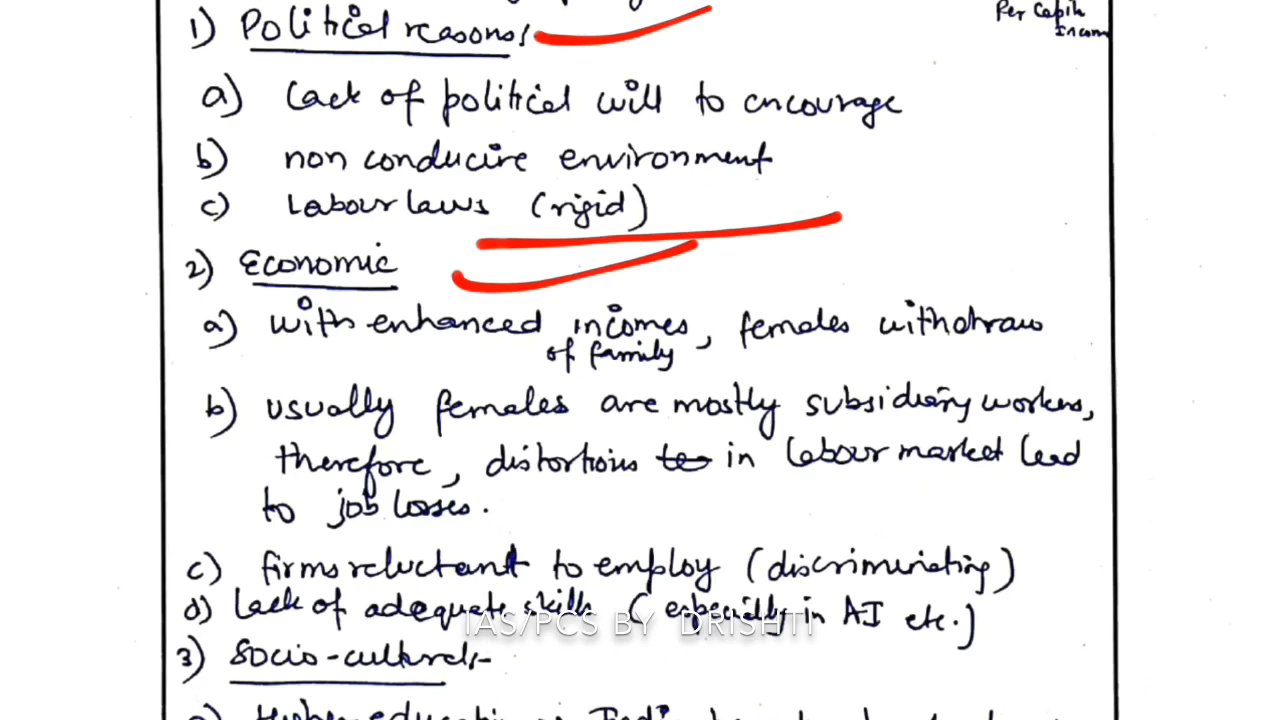 Per Capita
Incom
1) Political reasons:
a) Lack of political will to encourage
b) non conducive environment
c) Labour laws (rigid)
2) Economic
a) with enhanced incomes, females withdraw
of family
b) usually females are mostly subsidiary workers,
therefore, distortions to in labour market lead
to job losses.
c) firms reluctant to employ (discriminating)
d) Lack of adequate skills (especially in AI etc.)
IAS/PCS BY DRISHTI
3) Socio-cultural:-